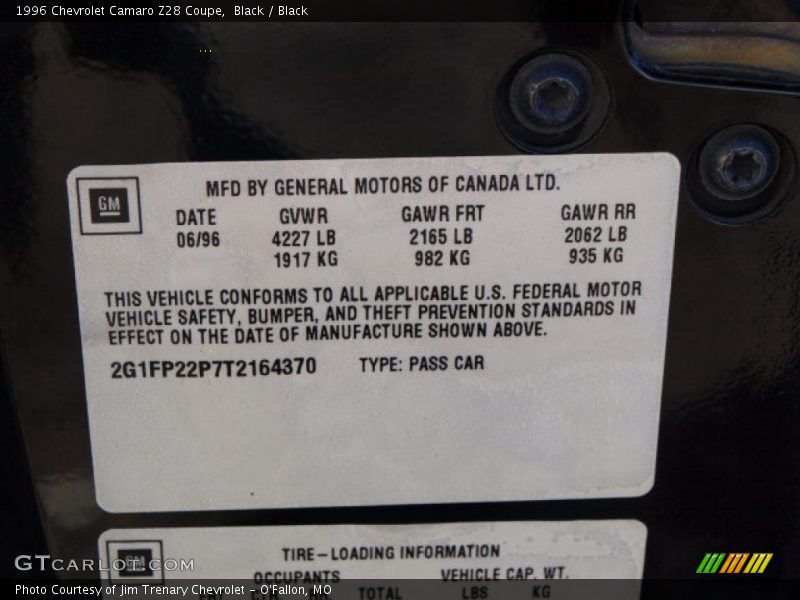 1996 Chevrolet Camaro Z28 Coupe,  Black / Black
GM
MFD BY GENERAL MOTORS OF CANADA LTD.
DATE GVWR GAWR FRT GAWR RR
06/96 4227 LB 2165 LB 2062 LB
1917 KG 982 KG 935 KG
THIS VEHICLE CONFORMS TO ALL APPLICABLE U.S. FEDERAL MOTOR
VEHICLE SAFETY, BUMPER, AND THEFT PREVENTION STANDARDS IN
EFFECT ON THE DATE OF MANUFACTURE SHOWN ABOVE.
2G1FP22P7T2164370 TYPE: PASS CAR
GM
TIRE-LOADING INFORMATION
GTCARLOT.COM
OCCUPANTS VEHICLE CAP. WT.
TOTAL LBS KG
Photo Courtesy of Jim Trenary Chevrolet - O'Fallon, MO